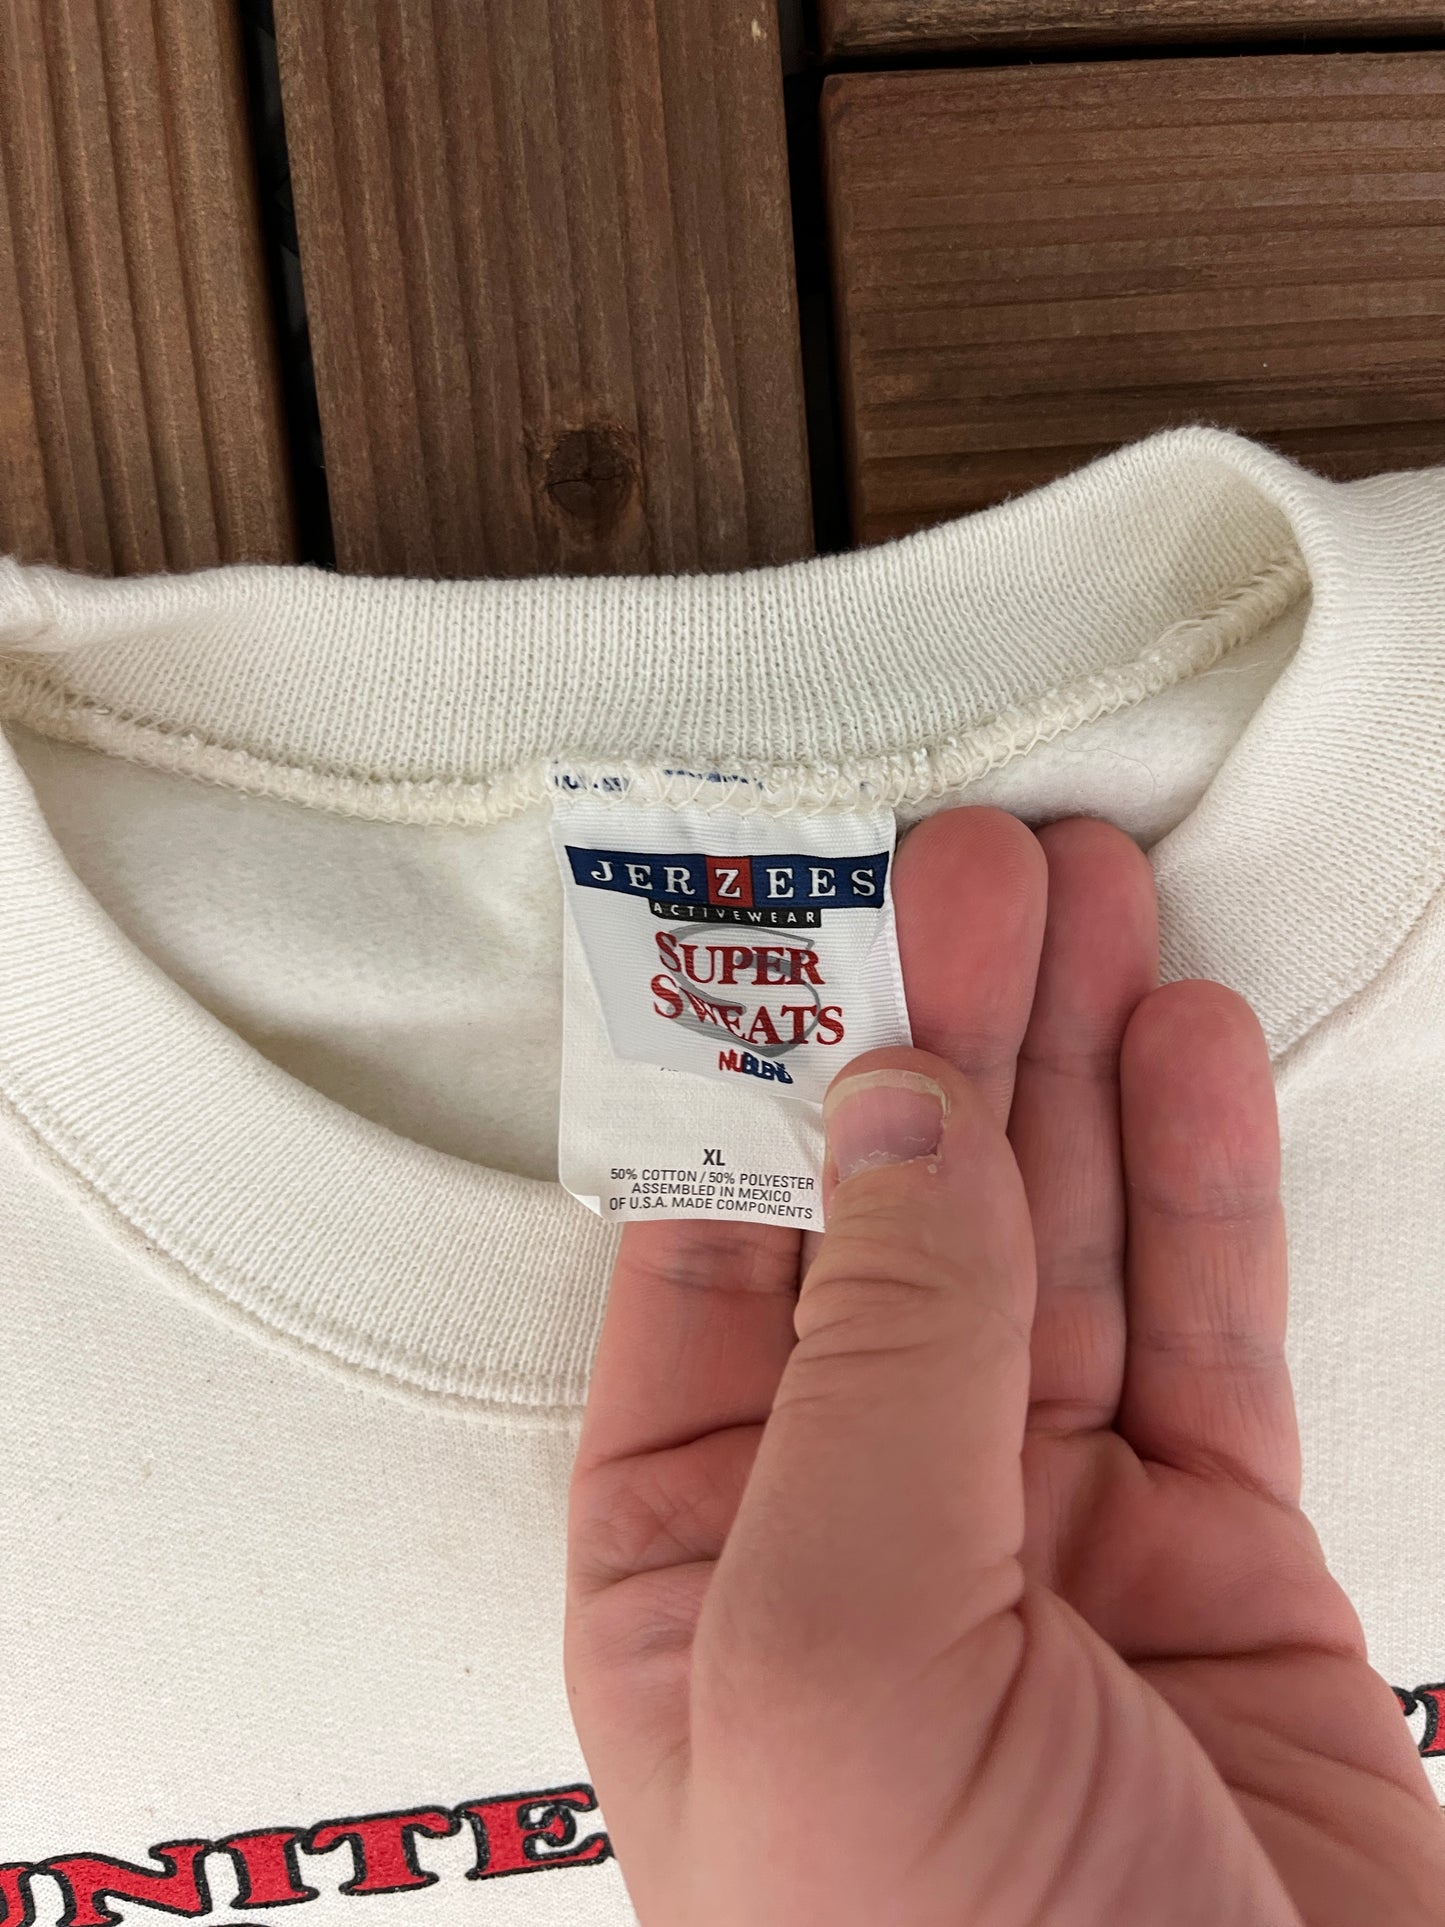 JERZEES
ACTIVEWEAR
SUPER
SWEATS
NUBLEND
XL
50% COTTON / 50% POLYESTER
ASSEMBLED IN MEXICO
OF U.S.A. MADE COMPONENTS
UNITE